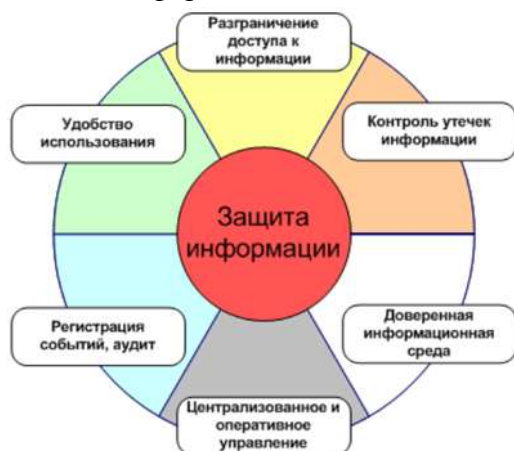 Разграничение
доступа к
информации
Удобство
использования
Контроль утечек
информации
Защита
информации
Регистрация
событий, аудит
Доверенная
информационная
среда
Централизованное и
оперативное
управление